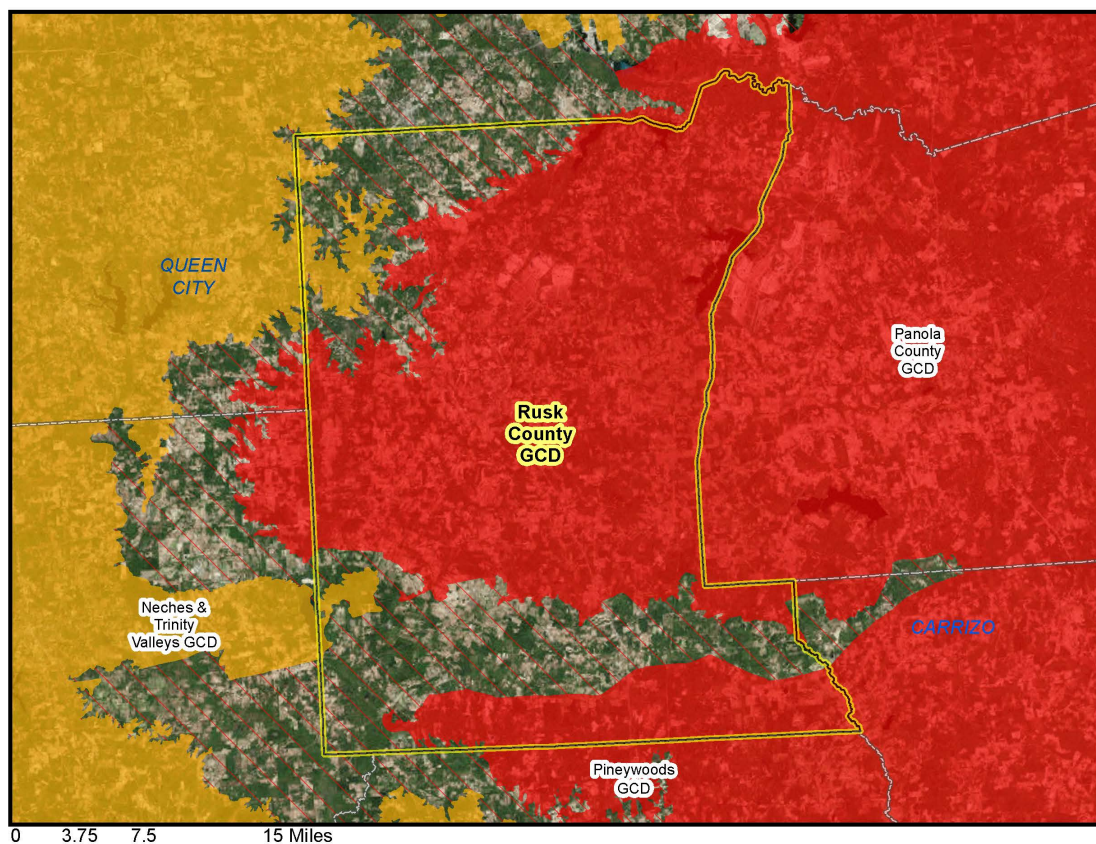 QUEEN
CITY
Panola
County
GCD
Rusk
County
GCD
Neches &
Trinity
Valleys GCD
CARRIZO
Pineywoods
GCD
0 3.75 7.5 15 Miles